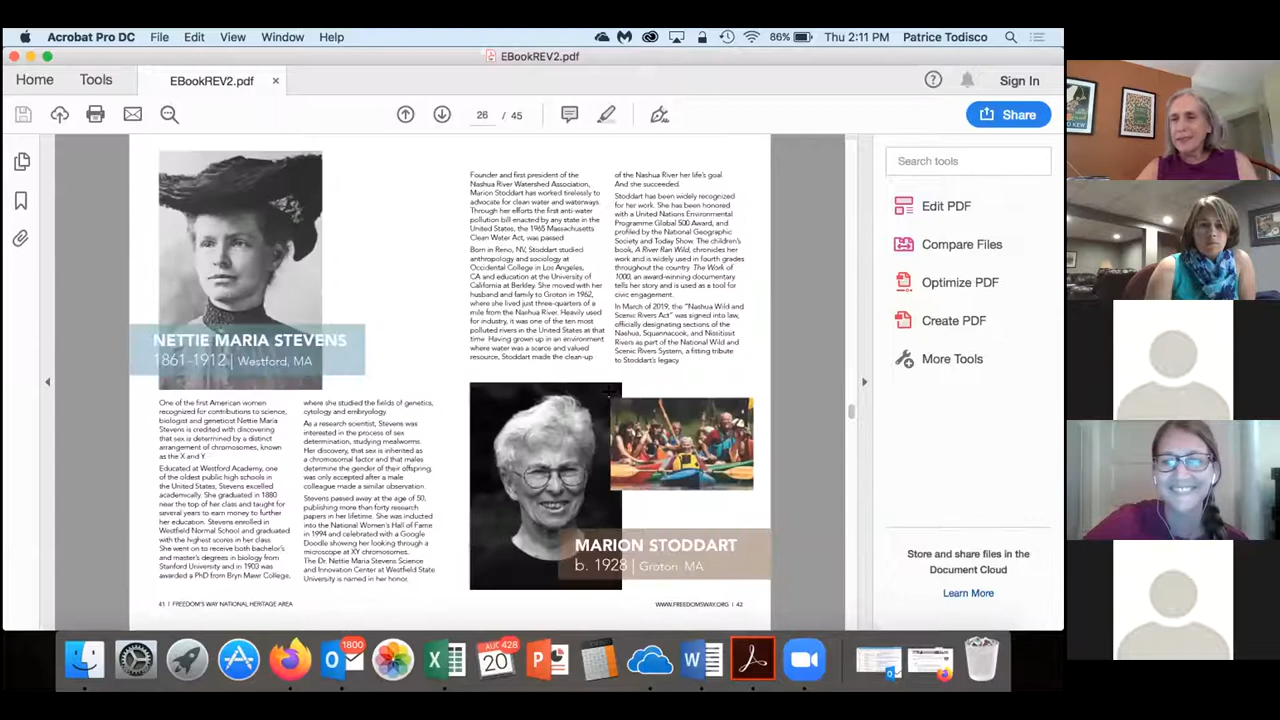 Acrobat Pro DC File Edit View Window Help 86% Thu 2:11 PM Patrice Todisco
EBookREV2.pdf
Home Tools EBookREV2.pdf × Sign In
26 / 45 Share
Search tools
Edit PDF
Compare Files
Optimize PDF
Create PDF
More Tools
Store and share files in the
Document Cloud
Learn More
NETTIE MARIA STEVENS
1861-1912 | Westford, MA
One of the first American women
recognized for contributions to science,
biologist and geneticist Nettie Maria
Stevens is credited with discovering
that sex is determined by a distinct
arrangement of chromosomes, known
as the X and Y.
Educated at Westford Academy, one
of the oldest public high schools in
the United States, Stevens excelled
academically. She graduated in 1880
near the top of her class and taught for
several years to earn money to further
her education. Stevens enrolled in
Westfield Normal School and graduated
with the highest scores in her class.
She went on to receive both bachelor's
and master's degrees in biology from
Stanford University and in 1903 was
awarded a PhD from Bryn Mawr College,
where she studied the fields of genetics,
cytology and embryology.
As a research scientist, Stevens was
interested in the process of sex
determination, studying mealworms.
Her discovery, that sex is inherited as
a chromosomal factor and that males
determine the gender of their offspring,
was only accepted after a male
colleague made a similar observation.
Stevens passed away at the age of 50,
publishing more than forty research
papers in her lifetime. She was inducted
into the National Women's Hall of Fame
in 1994 and celebrated with a Google
Doodle showing her looking through a
microscope at XY chromosomes.
The Dr. Nettie Maria Stevens Science
and Innovation Center at Westfield State
University is named in her honor.
41 | FREEDOM'S WAY NATIONAL HERITAGE AREA
Founder and first president of the
Nashua River Watershed Association,
Marion Stoddart has worked tirelessly to
advocate for clean water and waterways.
Through her efforts the first anti-water
pollution bill enacted by any state in the
United States, the 1965 Massachusetts
Clean Water Act, was passed
Born in Reno, NV, Stoddart studied
anthropology and sociology at
Occidental College in Los Angeles,
CA and education at the University of
California at Berkley. She moved with her
husband and family to Groton in 1962,
where she lived just three-quarters of a
mile from the Nashua River. Heavily used
for industry, it was one of the ten most
polluted rivers in the United States at that
time. Having grown up in an environment
where water was a scarce and valued
resource, Stoddart made the clean-up
of the Nashua River her life's goal.
And she succeeded.
Stoddart has been widely recognized
for her work. She has been honored
with a United Nations Environmental
Programme Global 500 Award, and
profiled by the National Geographic
Society and Today Show. The children's
book, A River Ran Wild, chronicles her
work and is widely used in fourth grades
throughout the country. The Work of
1000, an award-winning documentary
tells her story and is used as a tool for
civic engagement.
In March of 2019, the "Nashua Wild and
Scenic Rivers Act" was signed into law,
officially designating sections of the
Nashua, Squannacook, and Nissitissit
Rivers as part of the National Wild and
Scenic Rivers System, a fitting tribute
to Stoddart's legacy.
MARION STODDART
b. 1928 | Groton MA
WWW.FREEDOMSWAY.ORG | 42
1800
AUG 428
20